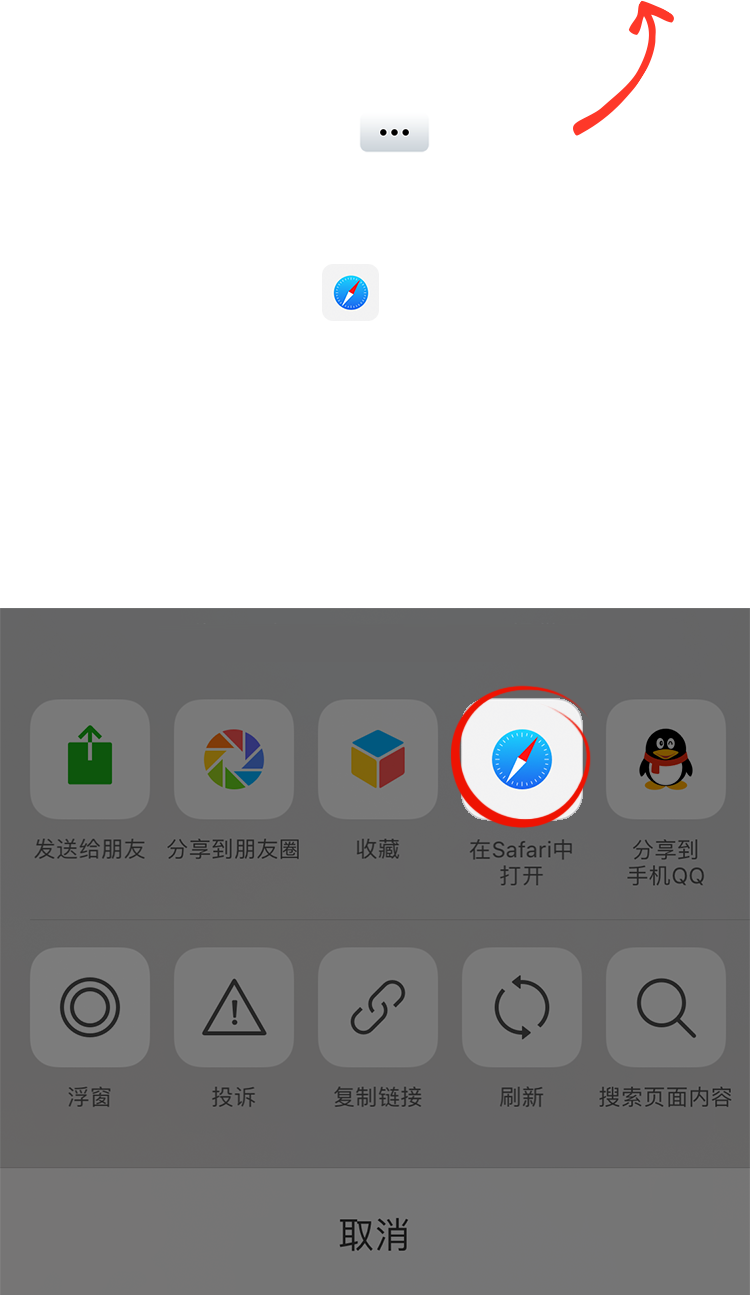 发送给朋友
分享到朋友圈
收藏
在Safari中
打开
分享到
手机QQ
浮窗
投诉
复制链接
刷新
搜索页面内容
取消